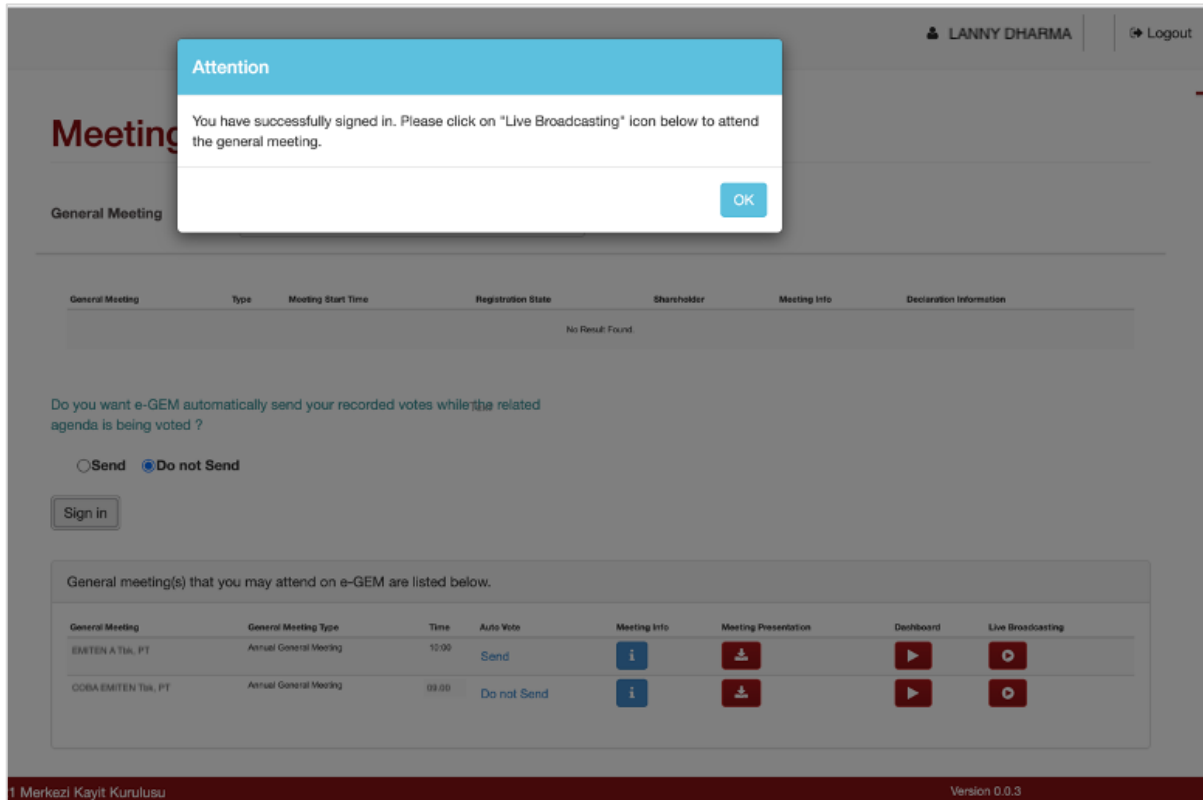 LANNY DHARMA
Logout
Attention
You have successfully signed in. Please click on "Live Broadcasting" icon below to attend
the general meeting.
OK
Meeting
General Meeting
General Meeting Type Meeting Start Time Registration State Shareholder Meeting Info Declaration Information
No Result Found.
Do you want e-GEM automatically send your recorded votes while the related
agenda is being voted ?
Send Do not Send
Sign in
General meeting(s) that you may attend on e-GEM are listed below.
General Meeting General Meeting Type Time Auto Vote Meeting Info Meeting Presentation Dashboard Live Broadcasting
EMITEN A Tbk, PT Annual General Meeting 10:00 Send
COBA EMITEN Tbk, PT Annual General Meeting 09.00 Do not Send
1 Merkezi Kayit Kurulusu Version 0.0.3